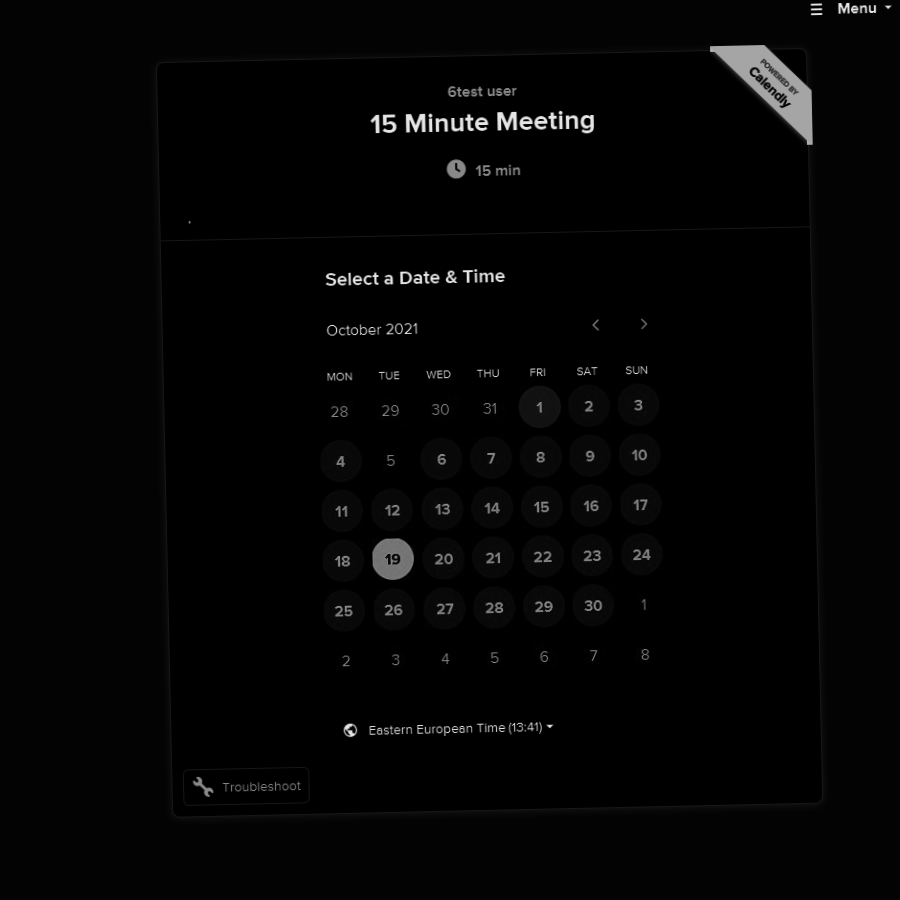 ☰ Menu
POWERED BY
Calendly
6test user
15 Minute Meeting
15 min
.
Select a Date & Time
October 2021
MON TUE WED THU FRI SAT SUN
28 29 30 31 1 2 3
4 5 6 7 8 9 10
11 12 13 14 15 16 17
18 19 20 21 22 23 24
25 26 27 28 29 30 1
2 3 4 5 6 7 8
Eastern European Time (13:41)
Troubleshoot